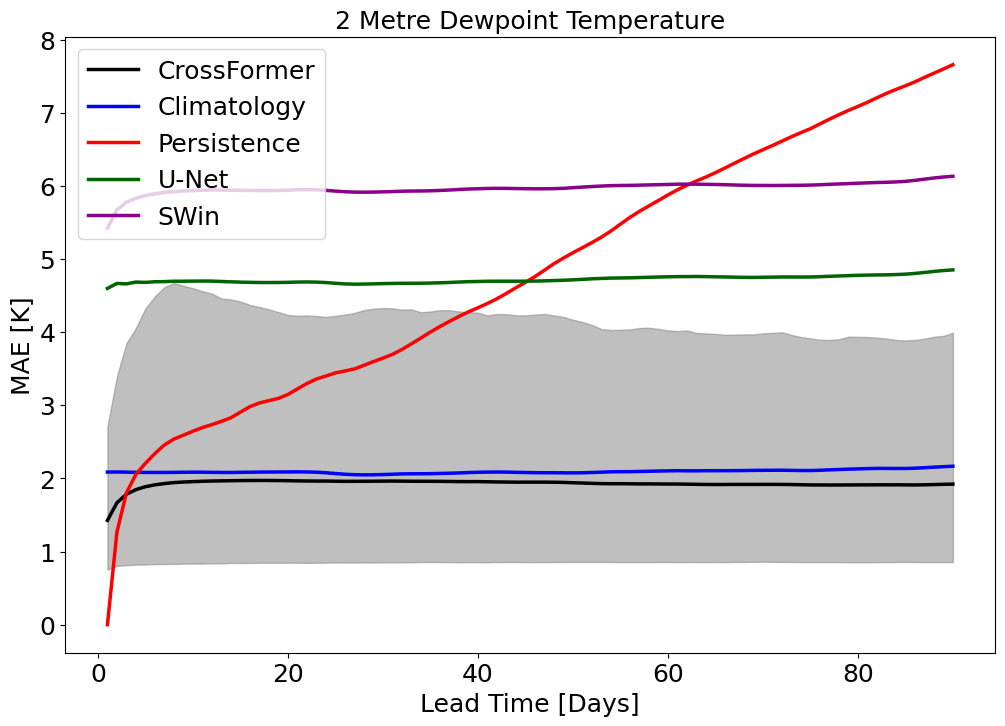 2 Metre Dewpoint Temperature
8
7
6
5
4
3
2
1
0
MAE [K]
CrossFormer
Climatology
Persistence
U-Net
SWin
0 20 40 60 80
Lead Time [Days]